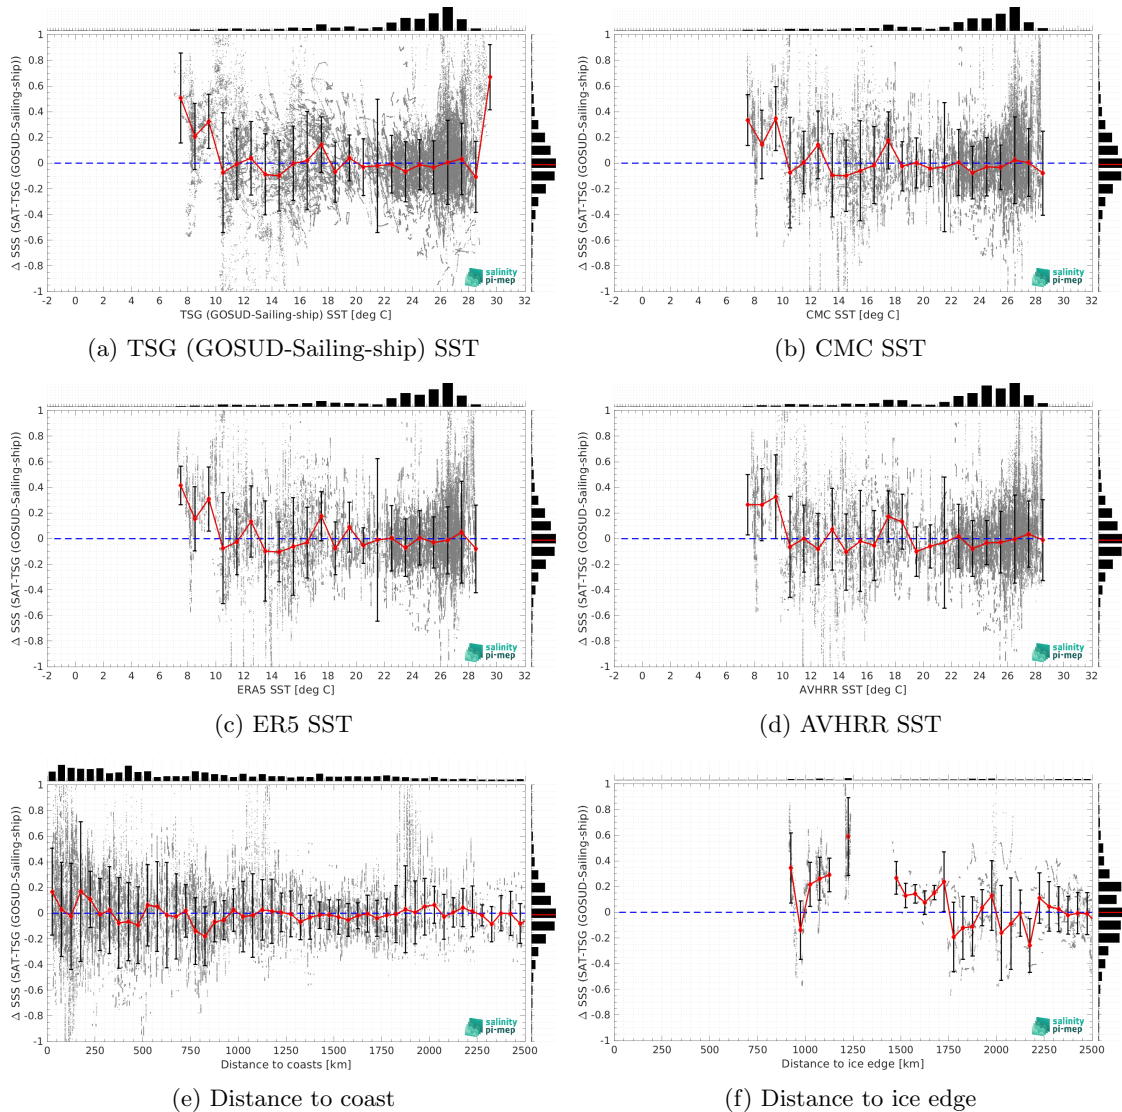 Δ SSS (SAT-TSG (GOSUD-Sailing-ship))
1
0.8
0.6
0.4
0.2
0
-0.2
-0.4
-0.6
-0.8
-1
salinity
pi-mep
-2 0 2 4 6 8 10 12 14 16 18 20 22 24 26 28 30 32
TSG (GOSUD-Sailing-ship) SST [deg C]
(a) TSG (GOSUD-Sailing-ship) SST
Δ SSS (SAT-TSG (GOSUD-Sailing-ship))
1
0.8
0.6
0.4
0.2
0
-0.2
-0.4
-0.6
-0.8
-1
salinity
pi-mep
-2 0 2 4 6 8 10 12 14 16 18 20 22 24 26 28 30 32
CMC SST [deg C]
(b) CMC SST
Δ SSS (SAT-TSG (GOSUD-Sailing-ship))
1
0.8
0.6
0.4
0.2
0
-0.2
-0.4
-0.6
-0.8
-1
salinity
pi-mep
-2 0 2 4 6 8 10 12 14 16 18 20 22 24 26 28 30 32
ERA5 SST [deg C]
(c) ER5 SST
Δ SSS (SAT-TSG (GOSUD-Sailing-ship))
1
0.8
0.6
0.4
0.2
0
-0.2
-0.4
-0.6
-0.8
-1
salinity
pi-mep
-2 0 2 4 6 8 10 12 14 16 18 20 22 24 26 28 30 32
AVHRR SST [deg C]
(d) AVHRR SST
Δ SSS (SAT-TSG (GOSUD-Sailing-ship))
1
0.8
0.6
0.4
0.2
0
-0.2
-0.4
-0.6
-0.8
-1
salinity
pi-mep
0 250 500 750 1000 1250 1500 1750 2000 2250 2500
Distance to coasts [km]
(e) Distance to coast
Δ SSS (SAT-TSG (GOSUD-Sailing-ship))
1
0.8
0.6
0.4
0.2
0
-0.2
-0.4
-0.6
-0.8
-1
salinity
pi-mep
0 250 500 750 1000 1250 1500 1750 2000 2250 2500
Distance to ice edge [km]
(f) Distance to ice edge